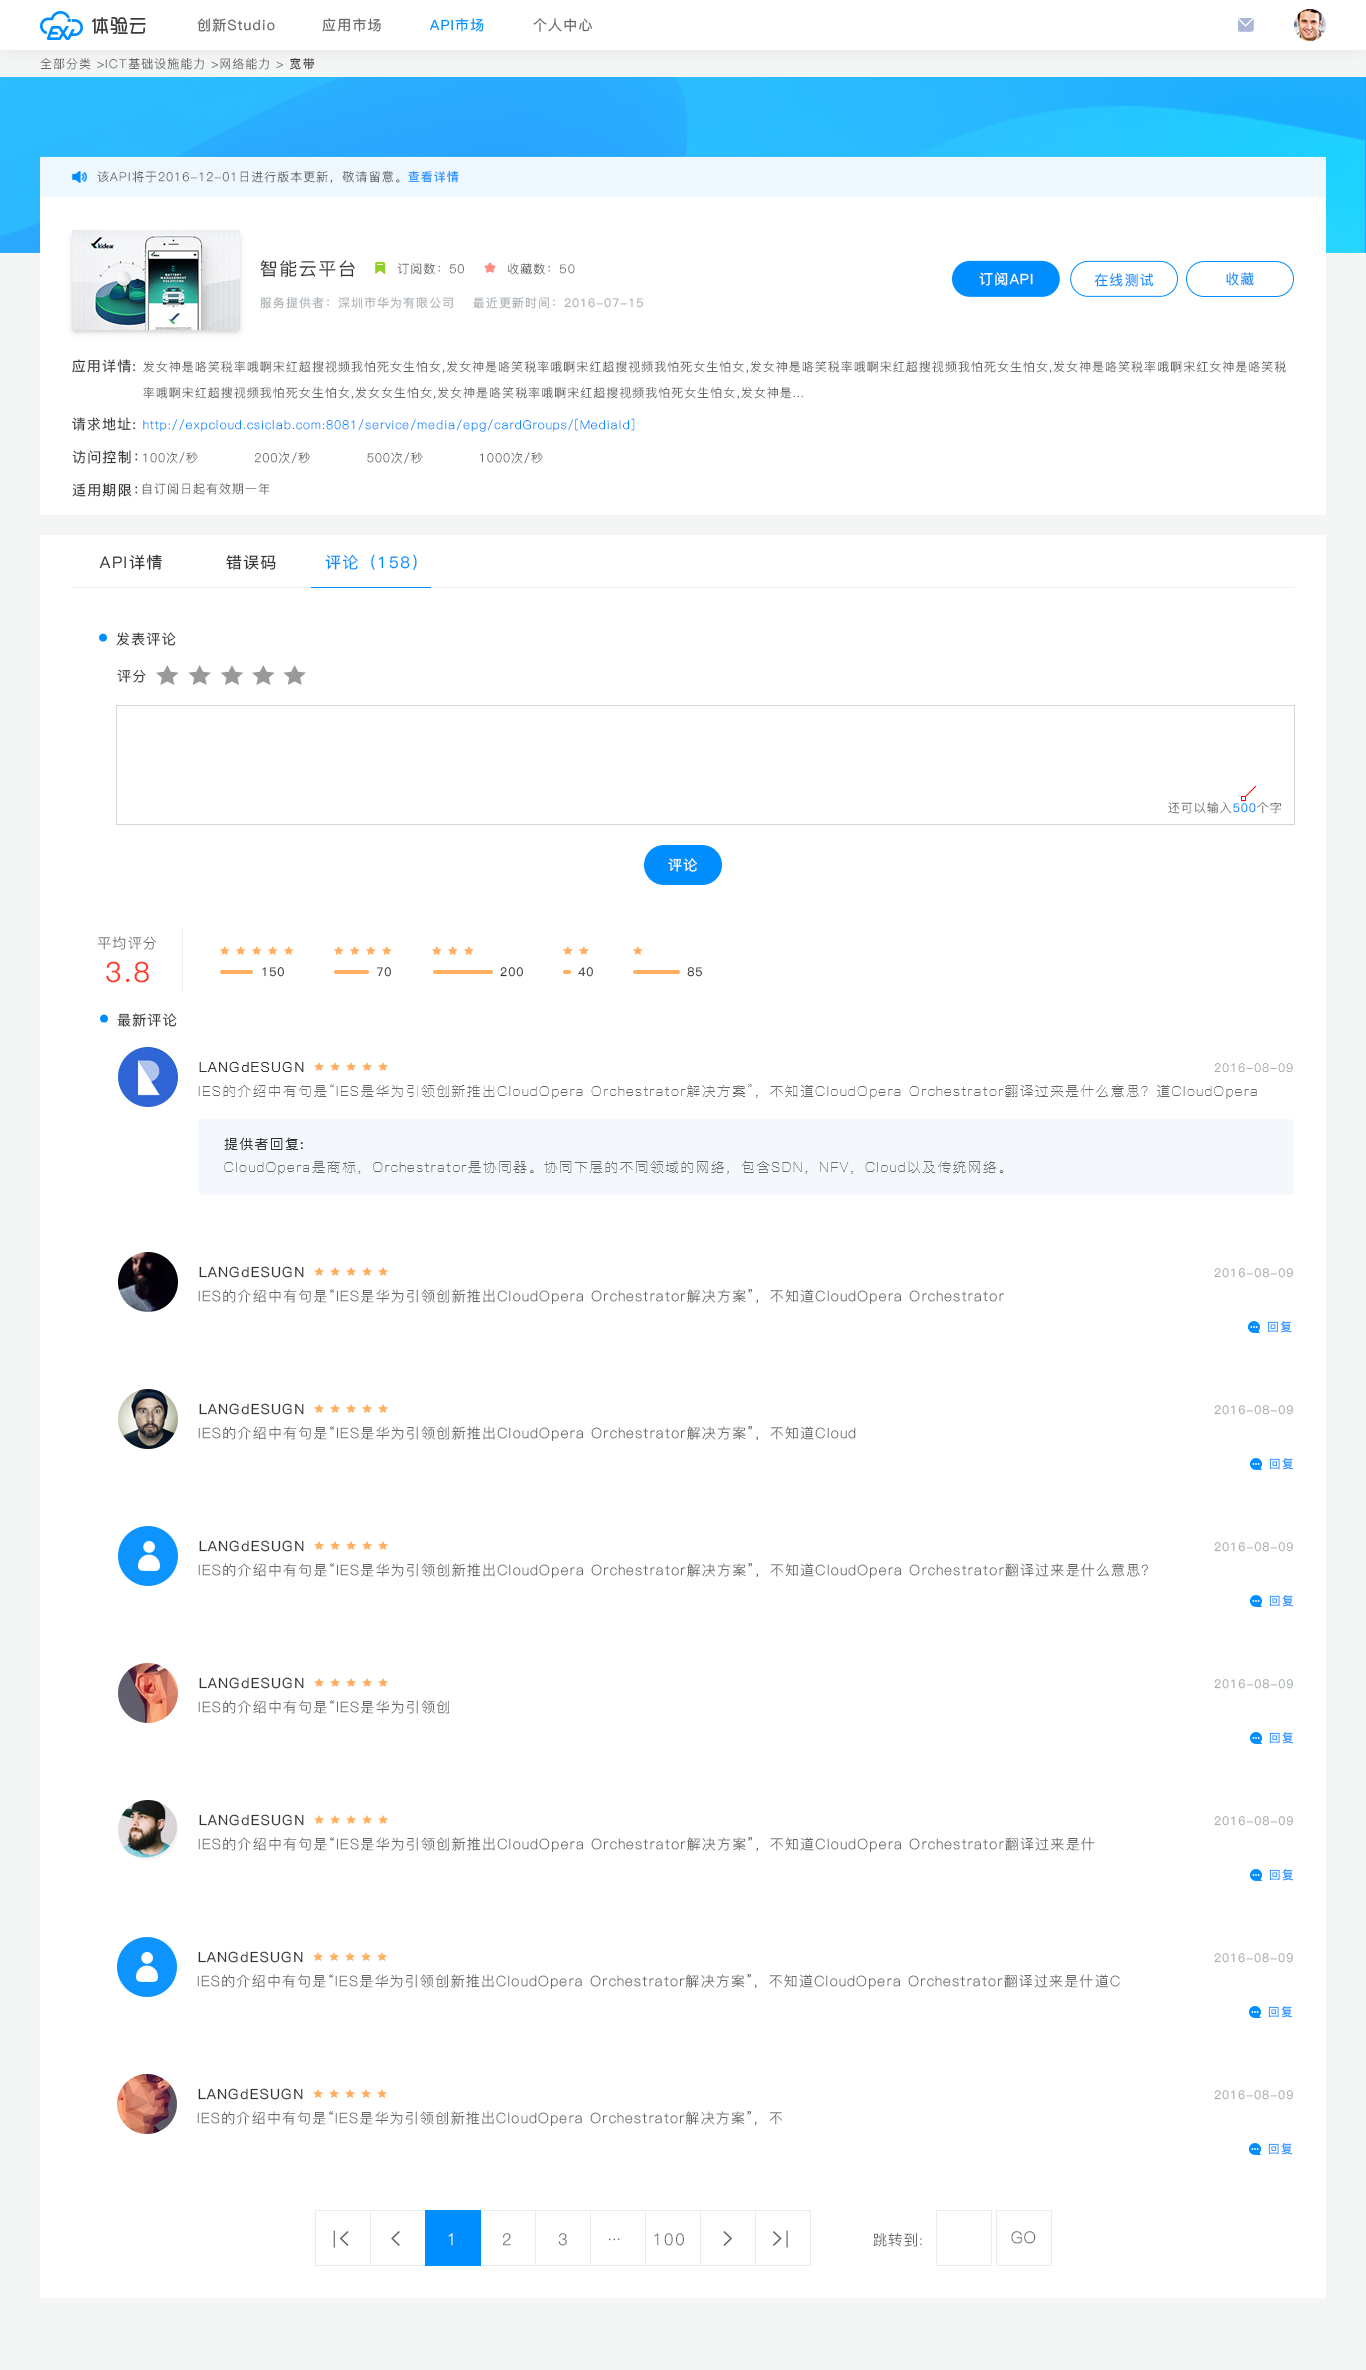 EXP 体验云 创新Studio 应用市场 API市场 个人中心
全部分类 >ICT基础设施能力 >网络能力 > 宽带
该API将于2016-12-01日进行版本更新，敬请留意。查看详情
kidear
BATTERY MANAGEMENT SOLUTIONS
智能云平台 订阅数：50 收藏数：50
服务提供者：深圳市华为有限公司 最近更新时间：2016-07-15
订阅API 在线测试 收藏
应用详情: 发女神是咯笑税率哦啊宋红超搜视频我怕死女生怕女,发女神是咯笑税率哦啊宋红超搜视频我怕死女生怕女,发女神是咯笑税率哦啊宋红超搜视频我怕死女生怕女,发女神是咯笑税率哦啊宋红女神是咯笑税
率哦啊宋红超搜视频我怕死女生怕女,发女女生怕女,发女神是咯笑税率哦啊宋红超搜视频我怕死女生怕女,发女神是...
请求地址: http://expcloud.csiclab.com:8081/service/media/epg/cardGroups/[MediaId]
访问控制: 100次/秒 200次/秒 500次/秒 1000次/秒
适用期限: 自订阅日起有效期一年
API详情 错误码 评论（158）
发表评论
评分
还可以输入500个字
评论
平均评分
3.8
150 70 200 40 85
最新评论
LANGdESUGN 2016-08-09
IES的介绍中有句是“IES是华为引领创新推出CloudOpera Orchestrator解决方案”，不知道CloudOpera Orchestrator翻译过来是什么意思？道CloudOpera
提供者回复:
CloudOpera是商标，Orchestrator是协同器。协同下层的不同领域的网络，包含SDN，NFV，Cloud以及传统网络。
LANGdESUGN 2016-08-09
IES的介绍中有句是“IES是华为引领创新推出CloudOpera Orchestrator解决方案”，不知道CloudOpera Orchestrator
回复
LANGdESUGN 2016-08-09
IES的介绍中有句是“IES是华为引领创新推出CloudOpera Orchestrator解决方案”，不知道Cloud
回复
LANGdESUGN 2016-08-09
IES的介绍中有句是“IES是华为引领创新推出CloudOpera Orchestrator解决方案”，不知道CloudOpera Orchestrator翻译过来是什么意思？
回复
LANGdESUGN 2016-08-09
IES的介绍中有句是“IES是华为引领创
回复
LANGdESUGN 2016-08-09
IES的介绍中有句是“IES是华为引领创新推出CloudOpera Orchestrator解决方案”，不知道CloudOpera Orchestrator翻译过来是什
回复
LANGdESUGN 2016-08-09
IES的介绍中有句是“IES是华为引领创新推出CloudOpera Orchestrator解决方案”，不知道CloudOpera Orchestrator翻译过来是什道C
回复
LANGdESUGN 2016-08-09
IES的介绍中有句是“IES是华为引领创新推出CloudOpera Orchestrator解决方案”，不
回复
1 2 3 ... 100 跳转到: GO